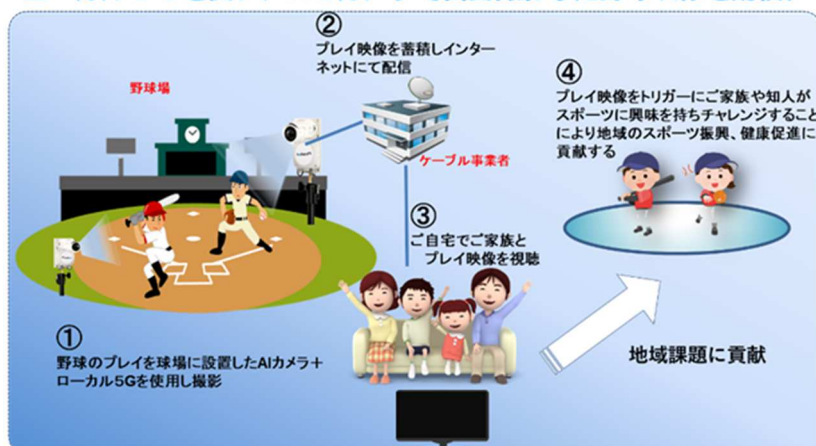 ②
プレイ映像を蓄積しインター
ネットにて配信
野球場
④
プレイ映像をトリガーにご家族や知人が
スポーツに興味を持ちチャレンジすること
により地域のスポーツ振興、健康促進に
貢献する
ケーブル事業者
③
ご自宅でご家族と
プレイ映像を視聴
①
野球のプレイを球場に設置したAIカメラ+
ローカル5Gを使用し撮影
地域課題に貢献